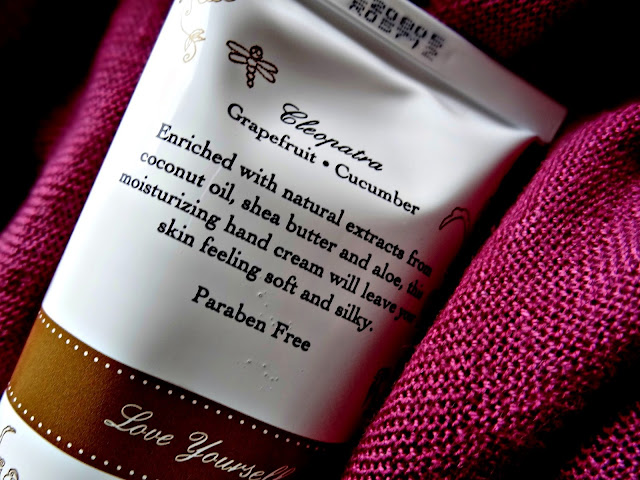 Cleopatra
Grapefruit • Cucumber
Enriched with natural extracts from
coconut oil, shea butter and aloe,
moisturizing hand cream will leave your
skin feeling soft and silky.
Paraben Free
Love Yourself